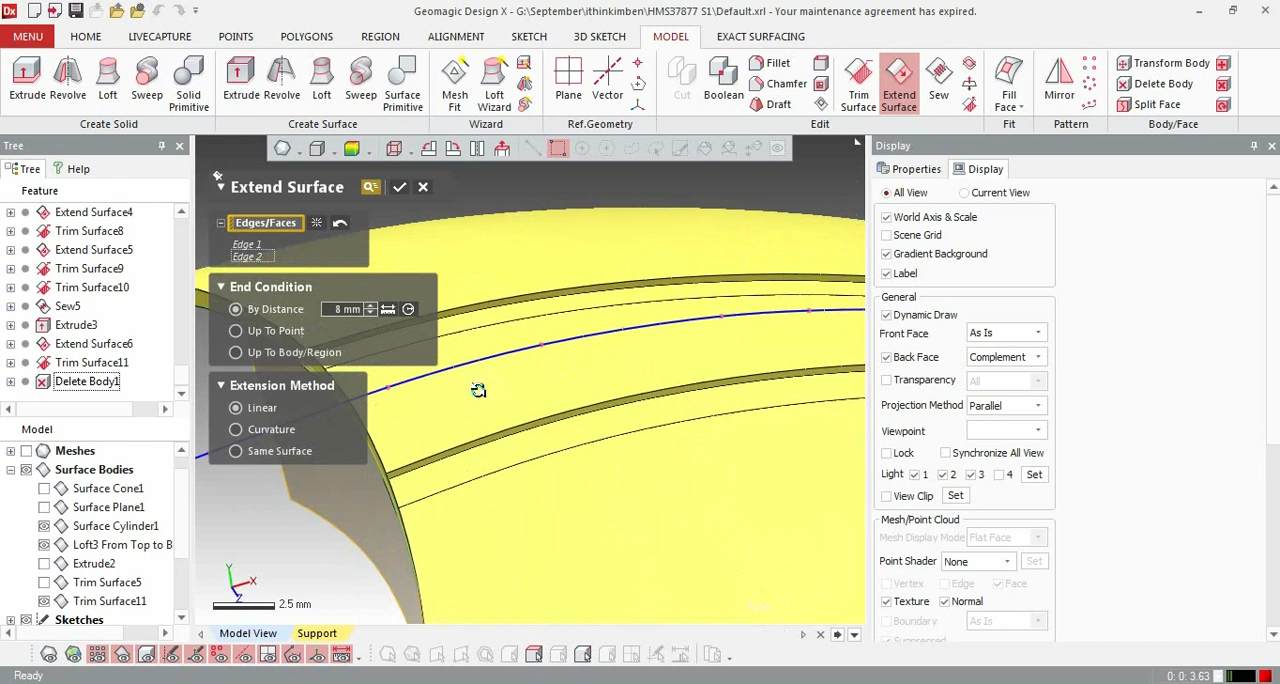 Dx Geomagic Design X - G:\September\ithinkimben\HMS37877 S1\Default.xrl - Your maintenance agreement has expired.
MENU HOME LIVECAPTURE POINTS POLYGONS REGION ALIGNMENT SKETCH 3D SKETCH MODEL EXACT SURFACING
Extrude Revolve Loft Sweep Solid Primitive
Create Solid
Extrude Revolve Loft Sweep Surface Primitive
Create Surface
Mesh Fit Loft Wizard
Wizard
Plane Vector
Ref.Geometry
Cut Boolean Fillet Chamfer Draft Trim Surface Extend Surface Sew
Edit
Fill Face
Fit
Mirror
Pattern
Transform Body
Delete Body
Split Face
Body/Face
Tree
Tree Help
Feature
Extend Surface4
Trim Surface8
Extend Surface5
Trim Surface9
Trim Surface10
Sew5
Extrude3
Extend Surface6
Trim Surface11
Delete Body1
Model
Meshes
Surface Bodies
Surface Cone1
Surface Plane1
Surface Cylinder1
Loft3 From Top to B
Extrude2
Trim Surface5
Trim Surface11
Sketches
Extend Surface
Edges/Faces
Edge 1
Edge 2
End Condition
By Distance 8 mm
Up To Point
Up To Body/Region
Extension Method
Linear
Curvature
Same Surface
Y
X
Z
2.5 mm
Model View Support
Display
Properties Display
All View Current View
World Axis & Scale
Scene Grid
Gradient Background
Label
General
Dynamic Draw
Front Face As Is
Back Face Complement
Transparency All
Projection Method Parallel
Viewpoint
Lock Synchronize All View
Light 1 2 3 4 Set
View Clip Set
Mesh/Point Cloud
Mesh Display Mode Flat Face
Point Shader None Set
Vertex Edge Face
Texture Normal
Boundary As Is
Ready
0: 0: 3.63